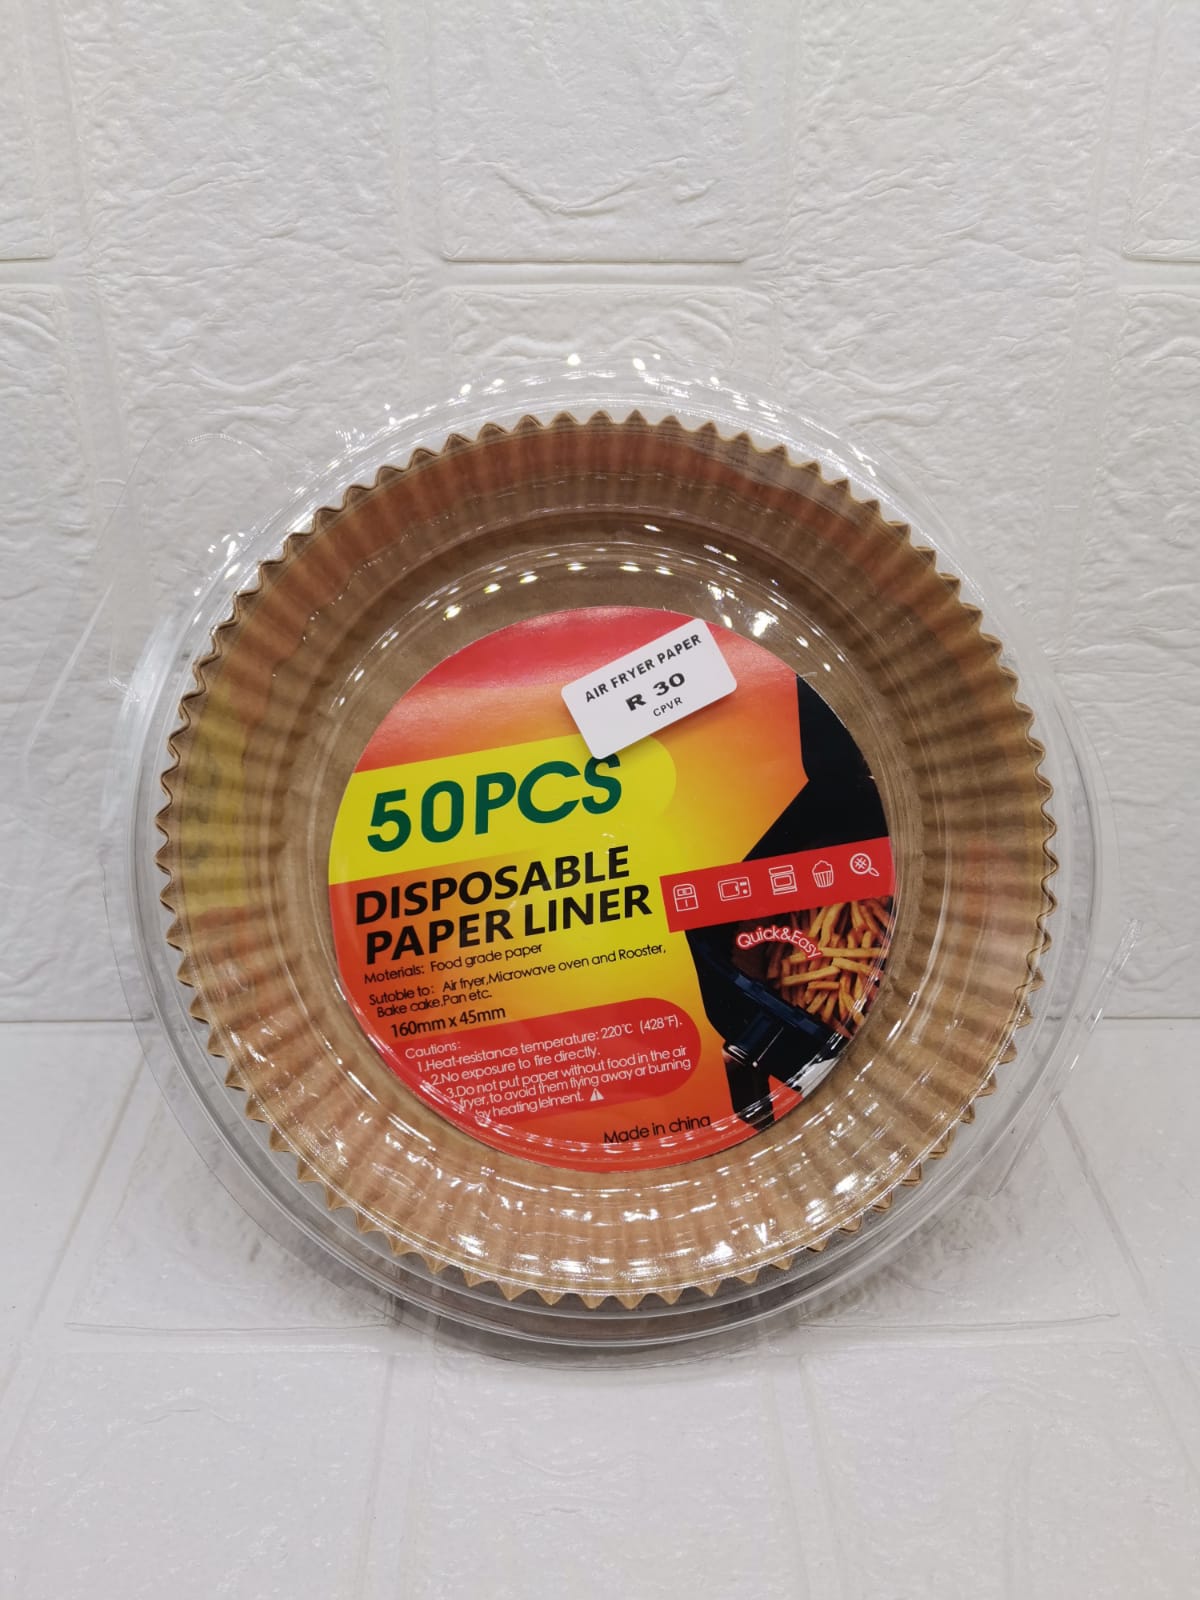 AIR FRYER PAPER
R 30
CPVR
50PCS
DISPOSABLE
PAPER LINER
Moterials: Food grade paper
Sutoble to: Air fryer,Microwave oven and Rooster,
Bake cake,Pan etc.
160mm x 45mm
Quick&Easy
Cautions:
1.Heat-resistance temperature: 220℃ (428°F).
2.No exposure to fire directly.
3.Do not put paper without food in the air
fryer, to avoid them flying away or burning
by heating lelment.
Made in china